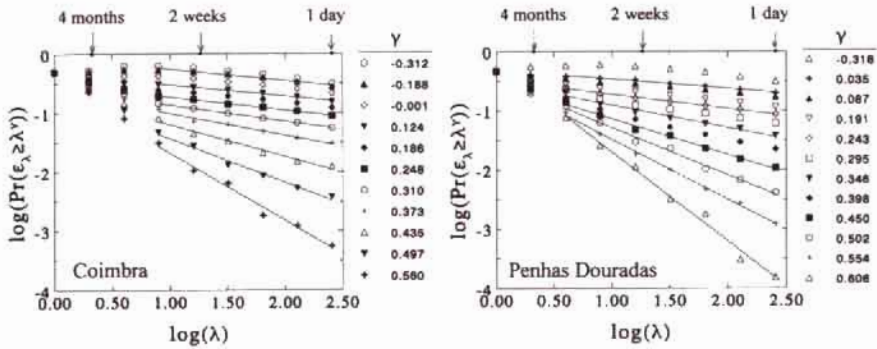 4 months 2 weeks 1 day
γ
0
-1
-2
-3
-4
log(Pr(ε_λ≥λ^γ))
0.00 0.50 1.00 1.50 2.00 2.50
log(λ)
Coimbra
-0.312
-0.188
-0.001
0.124
0.186
0.248
0.310
0.373
0.435
0.497
0.560
4 months 2 weeks 1 day
γ
0
-1
-2
-3
-4
log(Pr(ε_λ≥λ^γ))
0.00 0.50 1.00 1.50 2.00 2.50
log(λ)
Penhas Douradas
-0.318
0.035
0.087
0.191
0.243
0.295
0.346
0.398
0.450
0.502
0.554
0.606